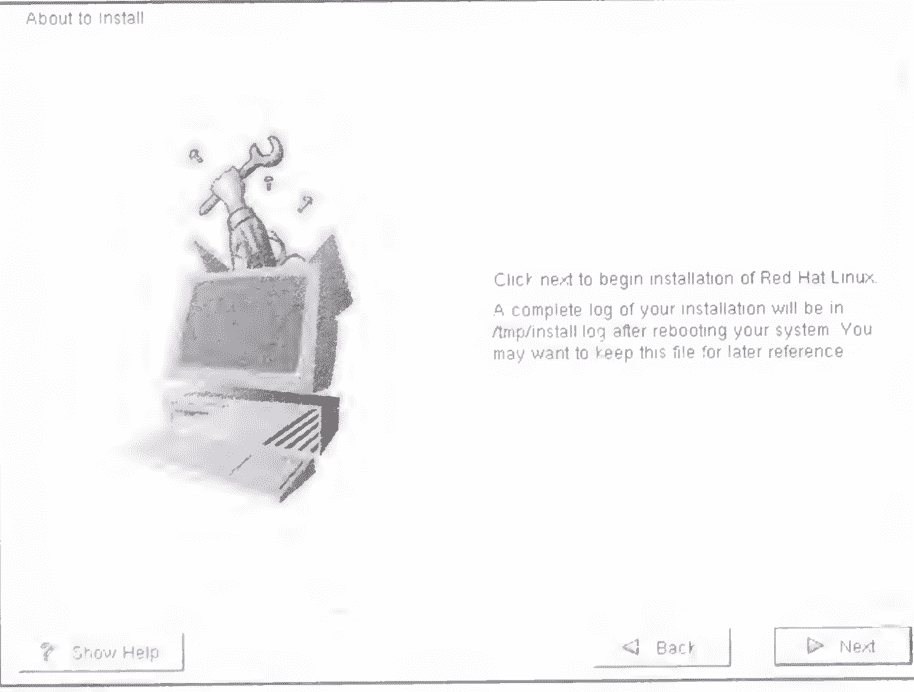 About to Install
Click next to begin installation of Red Hat Linux.
A complete log of your installation will be in
/tmp/install log after rebooting your system. You
may want to keep this file for later reference
Show Help
Back
Next